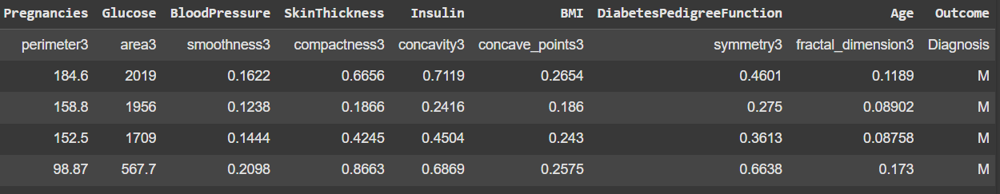 Pregnancies Glucose BloodPressure SkinThickness Insulin BMI DiabetesPedigreeFunction Age Outcome
perimeter3 area3 smoothness3 compactness3 concavity3 concave_points3 symmetry3 fractal_dimension3 Diagnosis
184.6 2019 0.1622 0.6656 0.7119 0.2654 0.4601 0.1189 M
158.8 1956 0.1238 0.1866 0.2416 0.186 0.275 0.08902 M
152.5 1709 0.1444 0.4245 0.4504 0.243 0.3613 0.08758 M
98.87 567.7 0.2098 0.8663 0.6869 0.2575 0.6638 0.173 M